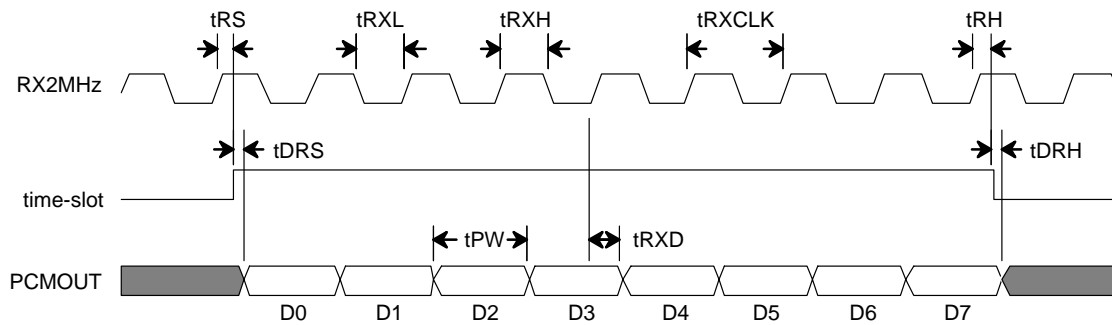 tRS tRXL tRXH tRXCLK tRH
RX2MHz
tDRS tDRH
time-slot
tPW tRXD
PCMOUT
D0 D1 D2 D3 D4 D5 D6 D7